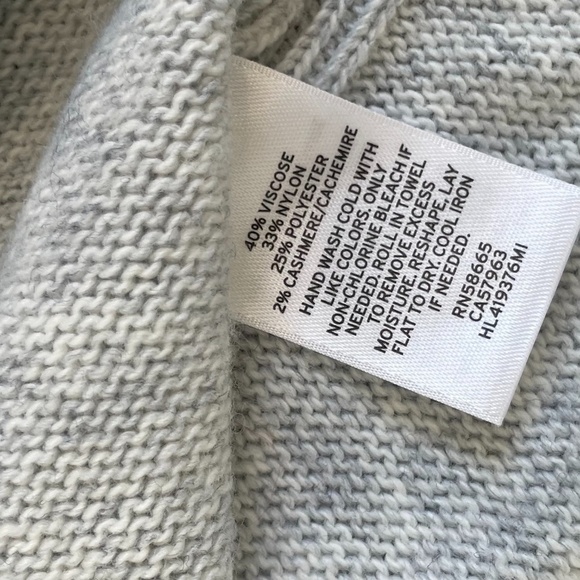 40% VISCOSE
33% NYLON
25% POLYESTER
2% CASHMERE/CACHEMIRE
HAND WASH COLD WITH
LIKE COLORS. ONLY
NON-CHLORINE BLEACH IF
NEEDED. ROLL IN TOWEL
TO REMOVE EXCESS
MOISTURE. RESHAPE, LAY
FLAT TO DRY. COOL IRON
IF NEEDED.
RN58665
CA57963
HL419376MI